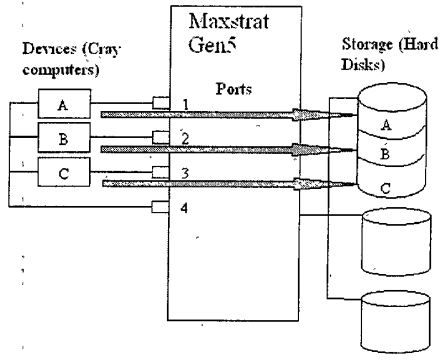 Maxstrat
Gen5
Devices (Cray
computers)
Storage (Hard
Disks)
Ports
A
1
A
B
2
B
C
3
C
4